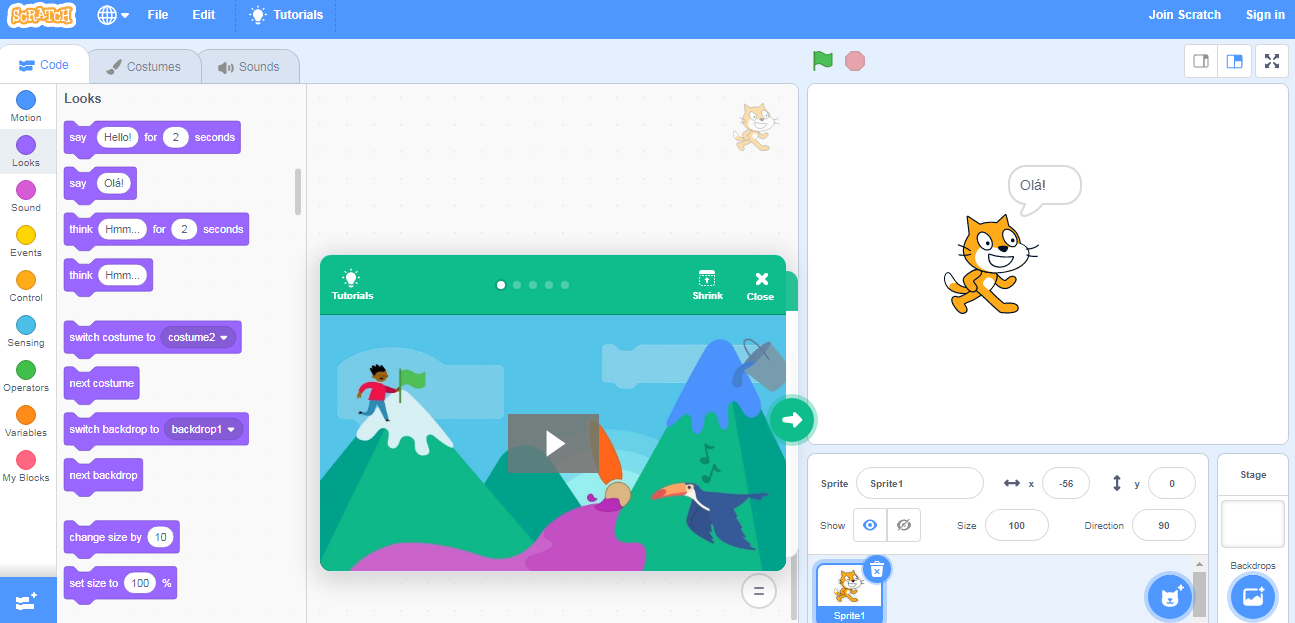 SCRATCH File Edit Tutorials Join Scratch Sign in
Code Costumes Sounds
Motion
Looks
Sound
Events
Control
Sensing
Operators
Variables
My Blocks
Looks
say Hello! for 2 seconds
say Olá!
think Hmm... for 2 seconds
think Hmm...
switch costume to costume2
next costume
switch backdrop to backdrop1
next backdrop
change size by 10
set size to 100 %
Tutorials Shrink Close
Olá!
Sprite Sprite1 x -56 y 0
Show Size 100 Direction 90
Sprite1
Stage
Backdrops